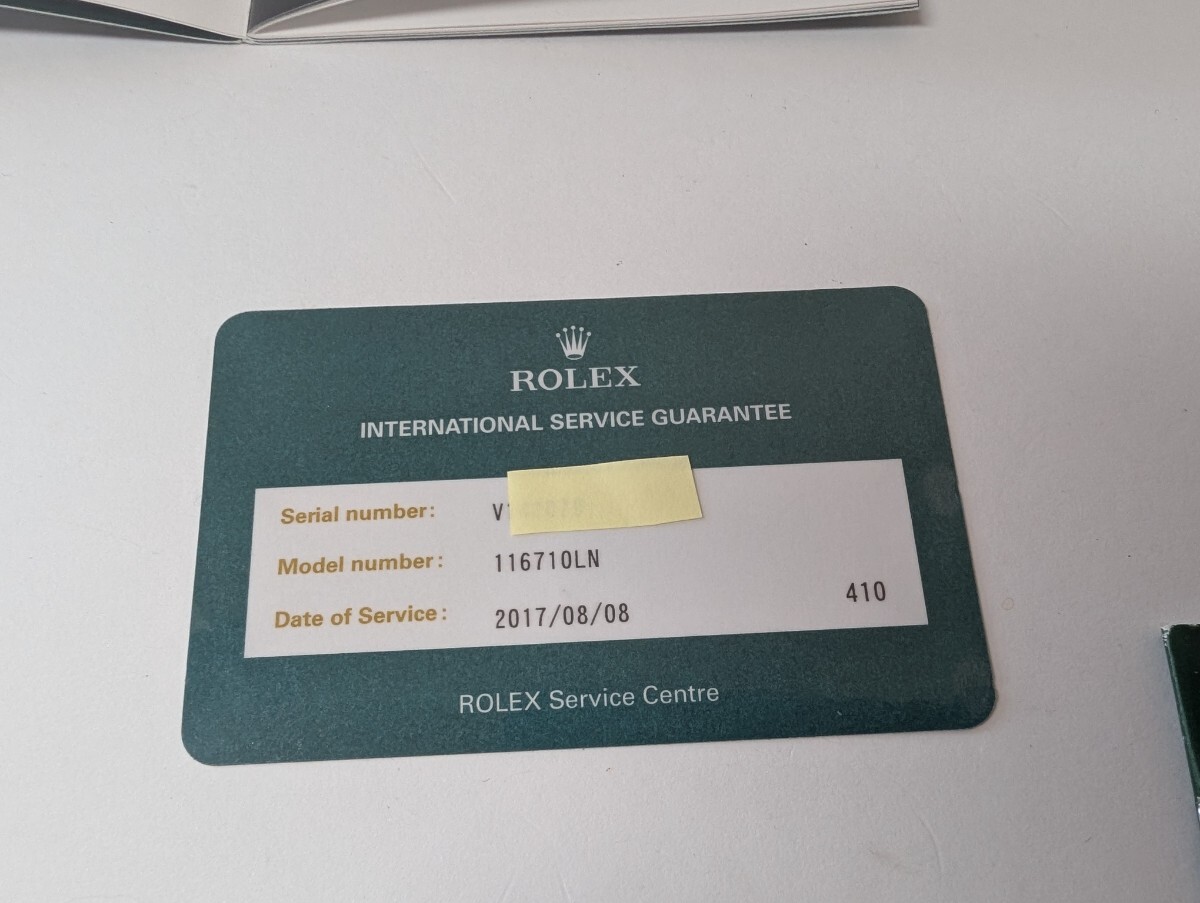 ROLEX
INTERNATIONAL SERVICE GUARANTEE
Serial number:
Model number: 116710LN
Date of Service: 2017/08/08
410
ROLEX Service Centre